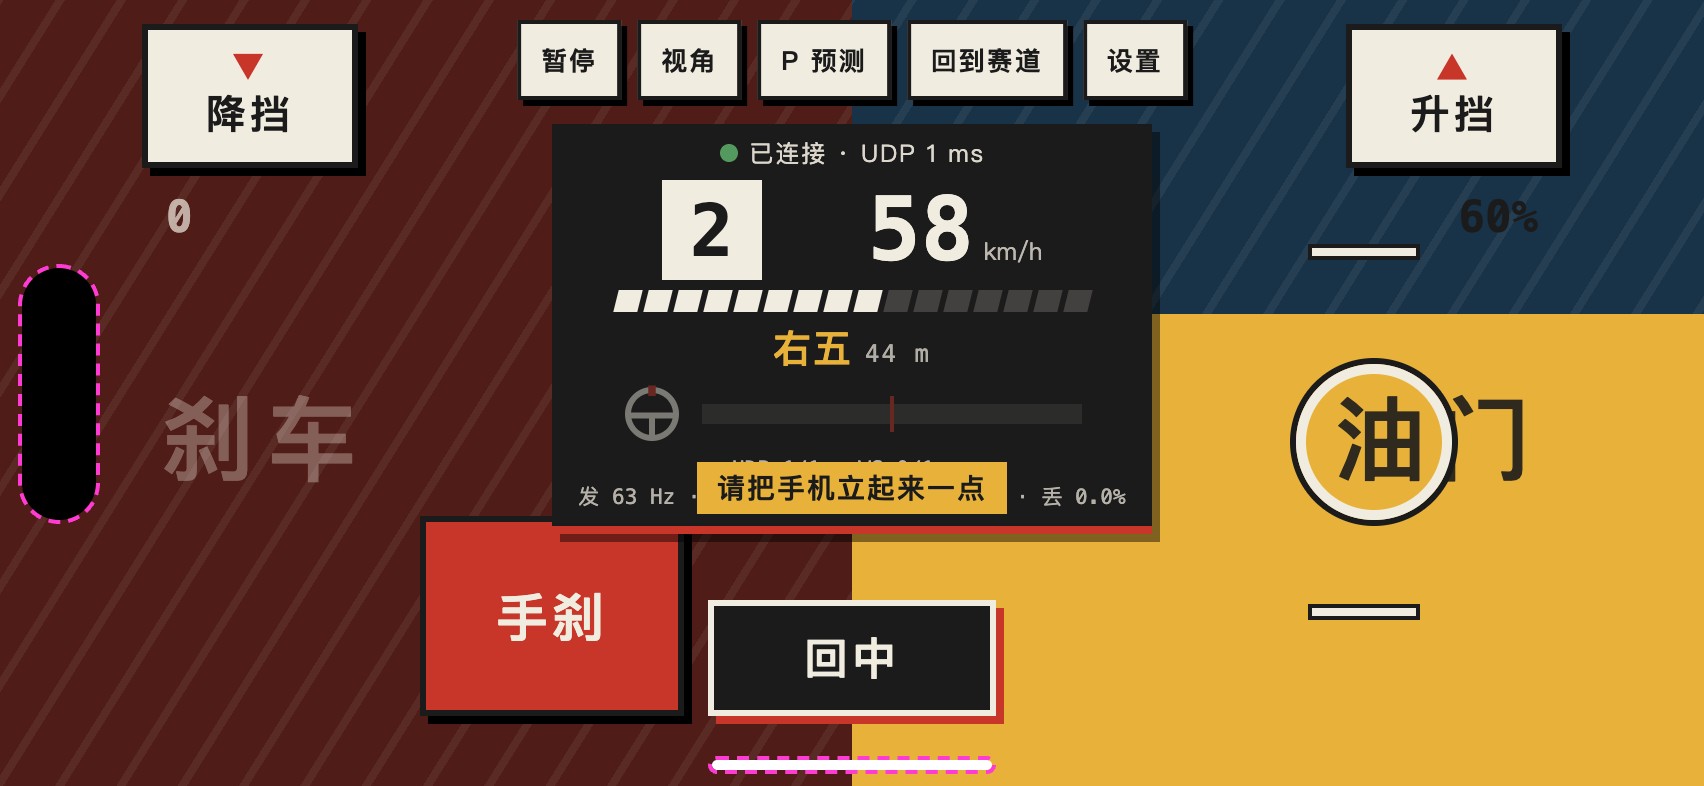 降挡
暂停
视角
P 预测
回到赛道
设置
升挡
已连接 · UDP 1 ms
0
2
58 km/h
60%
右五 44 m
刹车
油门
发 63 Hz ·
请把手机立起来一点
· 丢 0.0%
手刹
回中